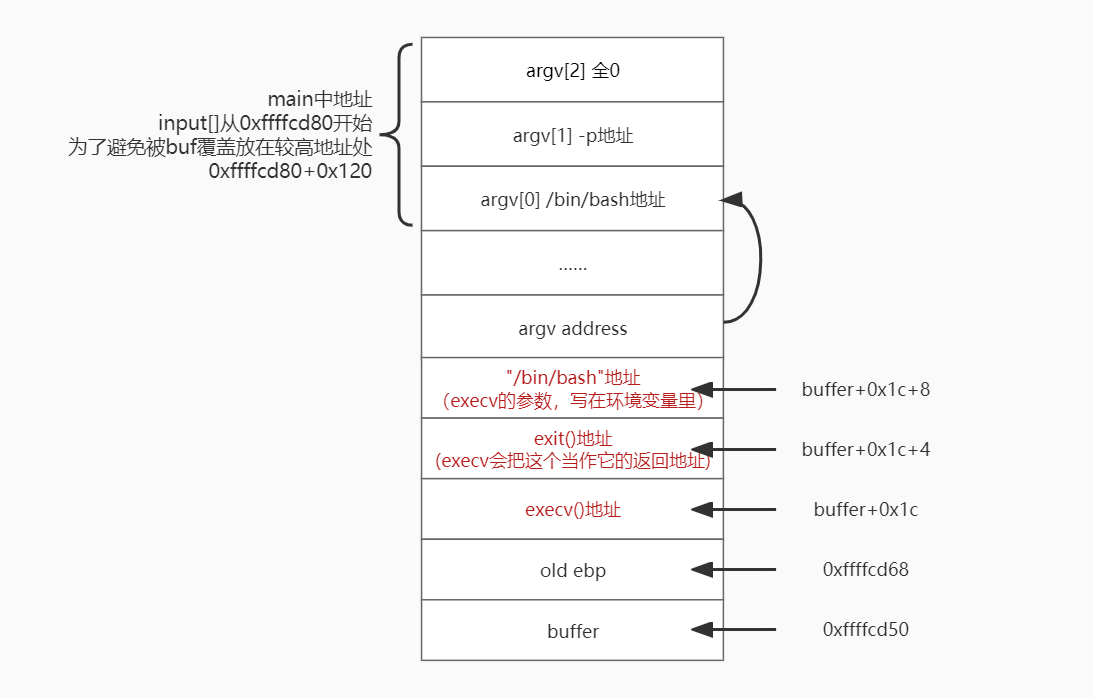 argv[2] 全0
main中地址
input[]从0xffffcd80开始
为了避免被buf覆盖放在较高地址处
0xffffcd80+0x120
argv[1] -p地址
argv[0] /bin/bash地址
……
argv address
"/bin/bash"地址
（execv的参数，写在环境变量里）
buffer+0x1c+8
exit()地址
(execv会把这个当作它的返回地址)
buffer+0x1c+4
execv()地址
buffer+0x1c
old ebp
0xffffcd68
buffer
0xffffcd50